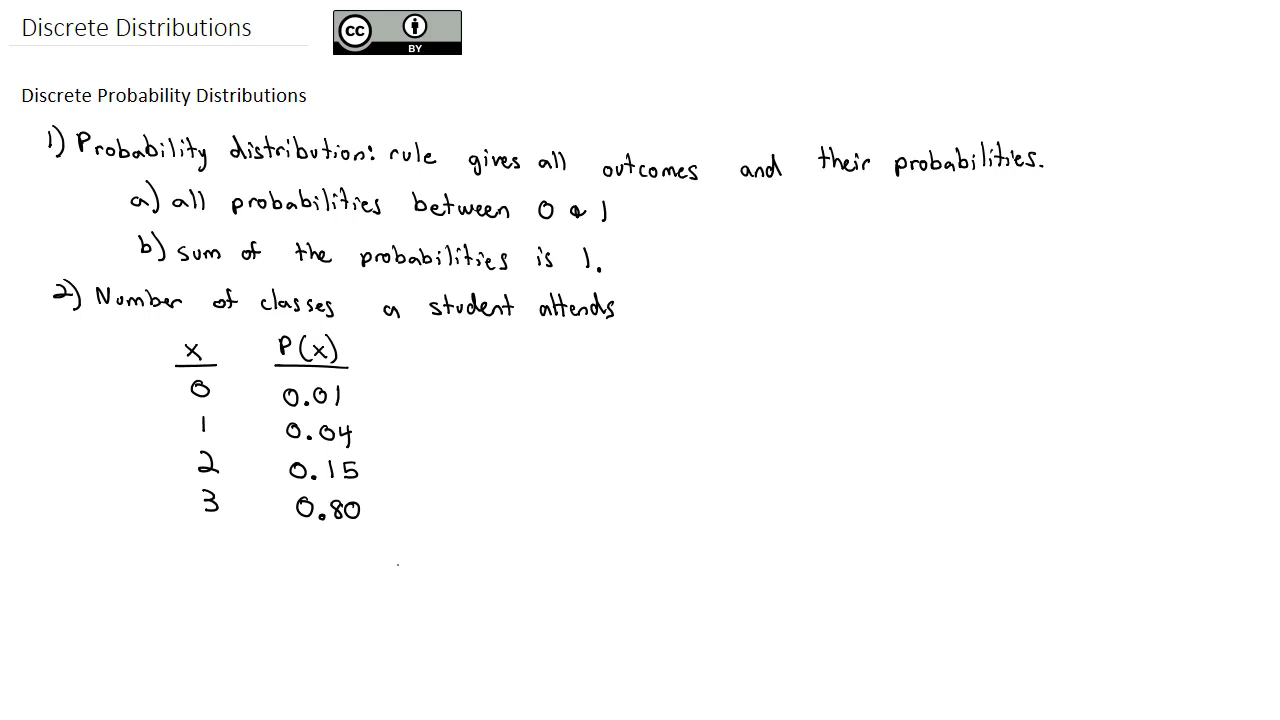 Discrete Distributions
cc BY
Discrete Probability Distributions
1) Probability distribution: rule gives all outcomes and their probabilities.
a) all probabilities between 0 & 1
b) sum of the probabilities is 1.
2) Number of classes a student attends
x P(x)
0 0.01
1 0.04
2 0.15
3 0.80